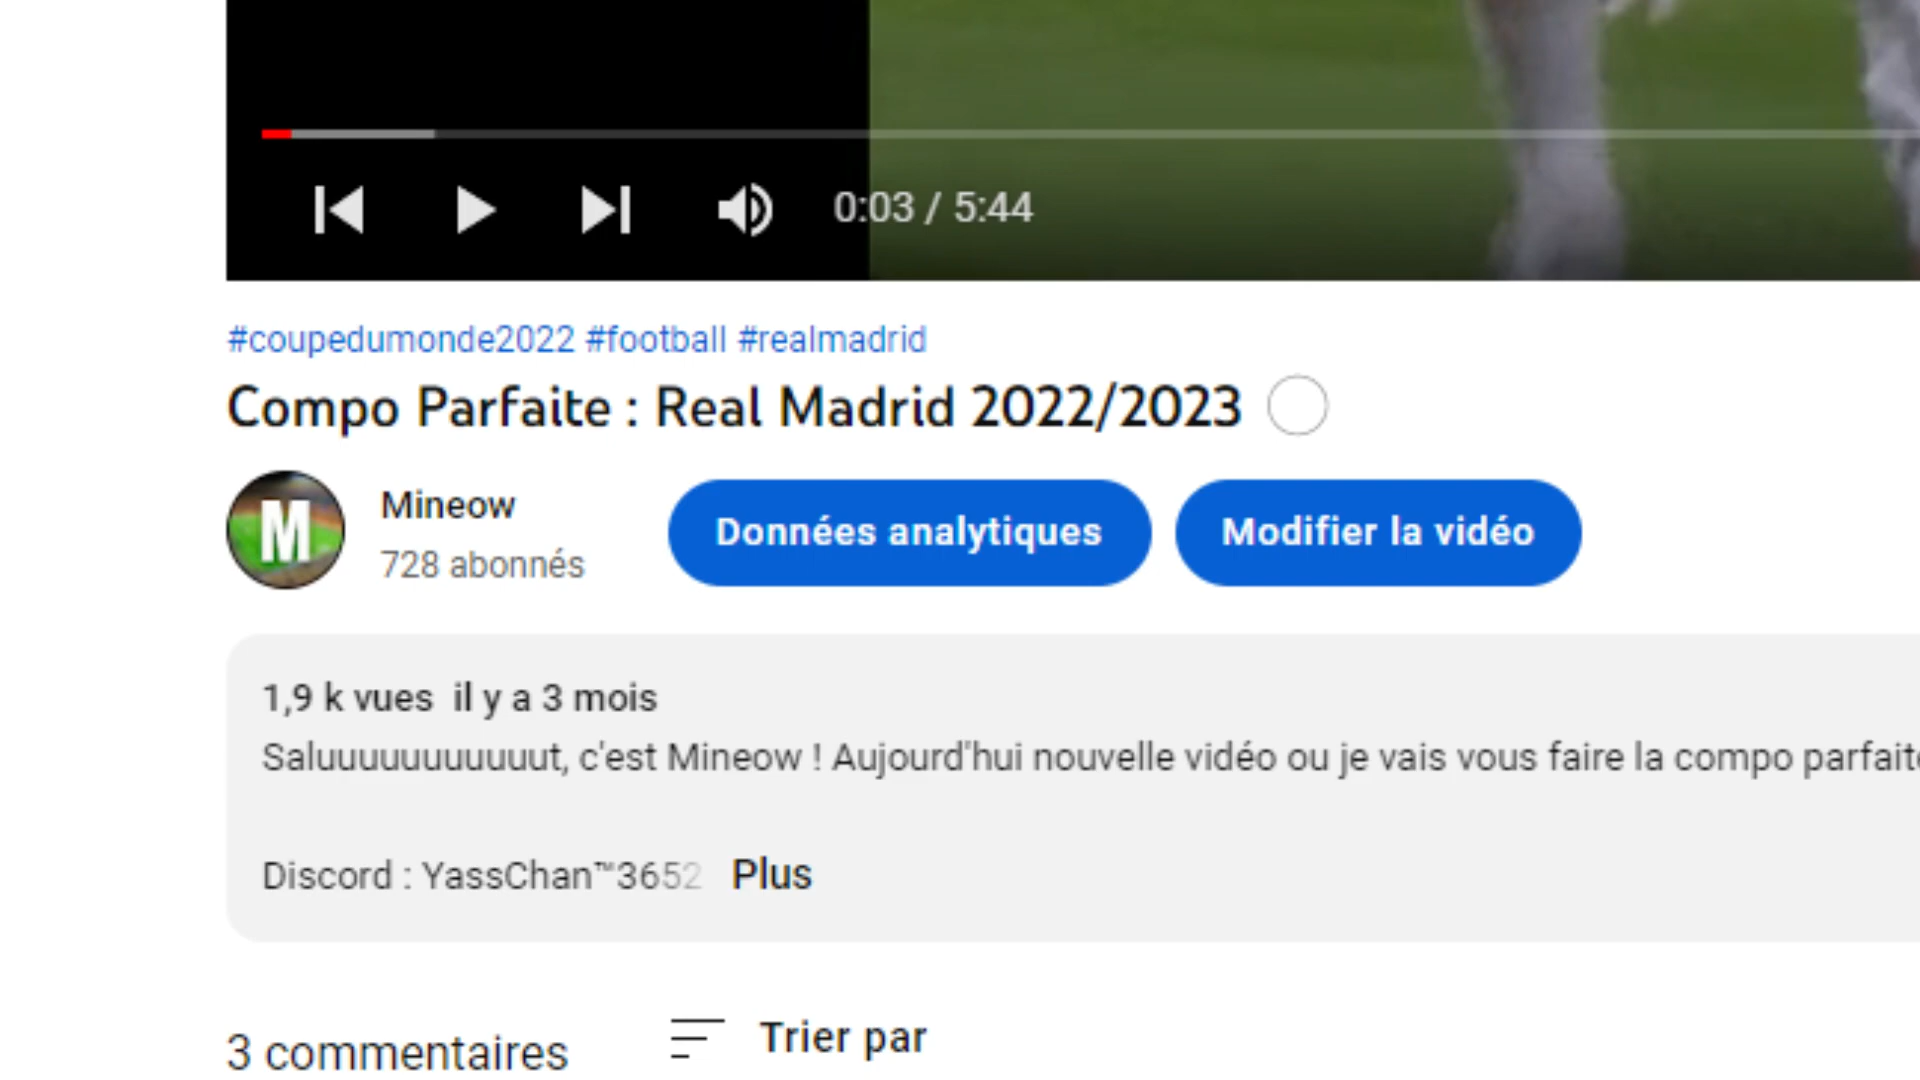 0:03 / 5:44
#coupedumonde2022 #football #realmadrid
Compo Parfaite : Real Madrid 2022/2023
M
Mineow
728 abonnés
Données analytiques
Modifier la vidéo
1,9 k vues il y a 3 mois
Saluuuuuuuuuuut, c'est Mineow ! Aujourd'hui nouvelle vidéo ou je vais vous faire la compo parfaite
Discord : YassChan™3652 Plus
3 commentaires
Trier par